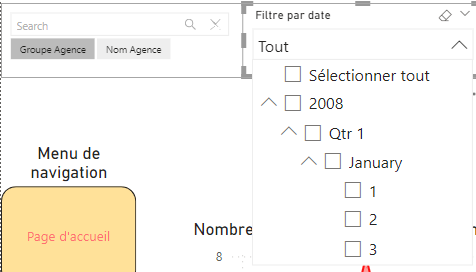 Search
Groupe Agence
Nom Agence
Filtre par date
Tout
Sélectionner tout
2008
Qtr 1
January
1
2
3
Menu de
navigation
Page d'accueil
Nombre
8